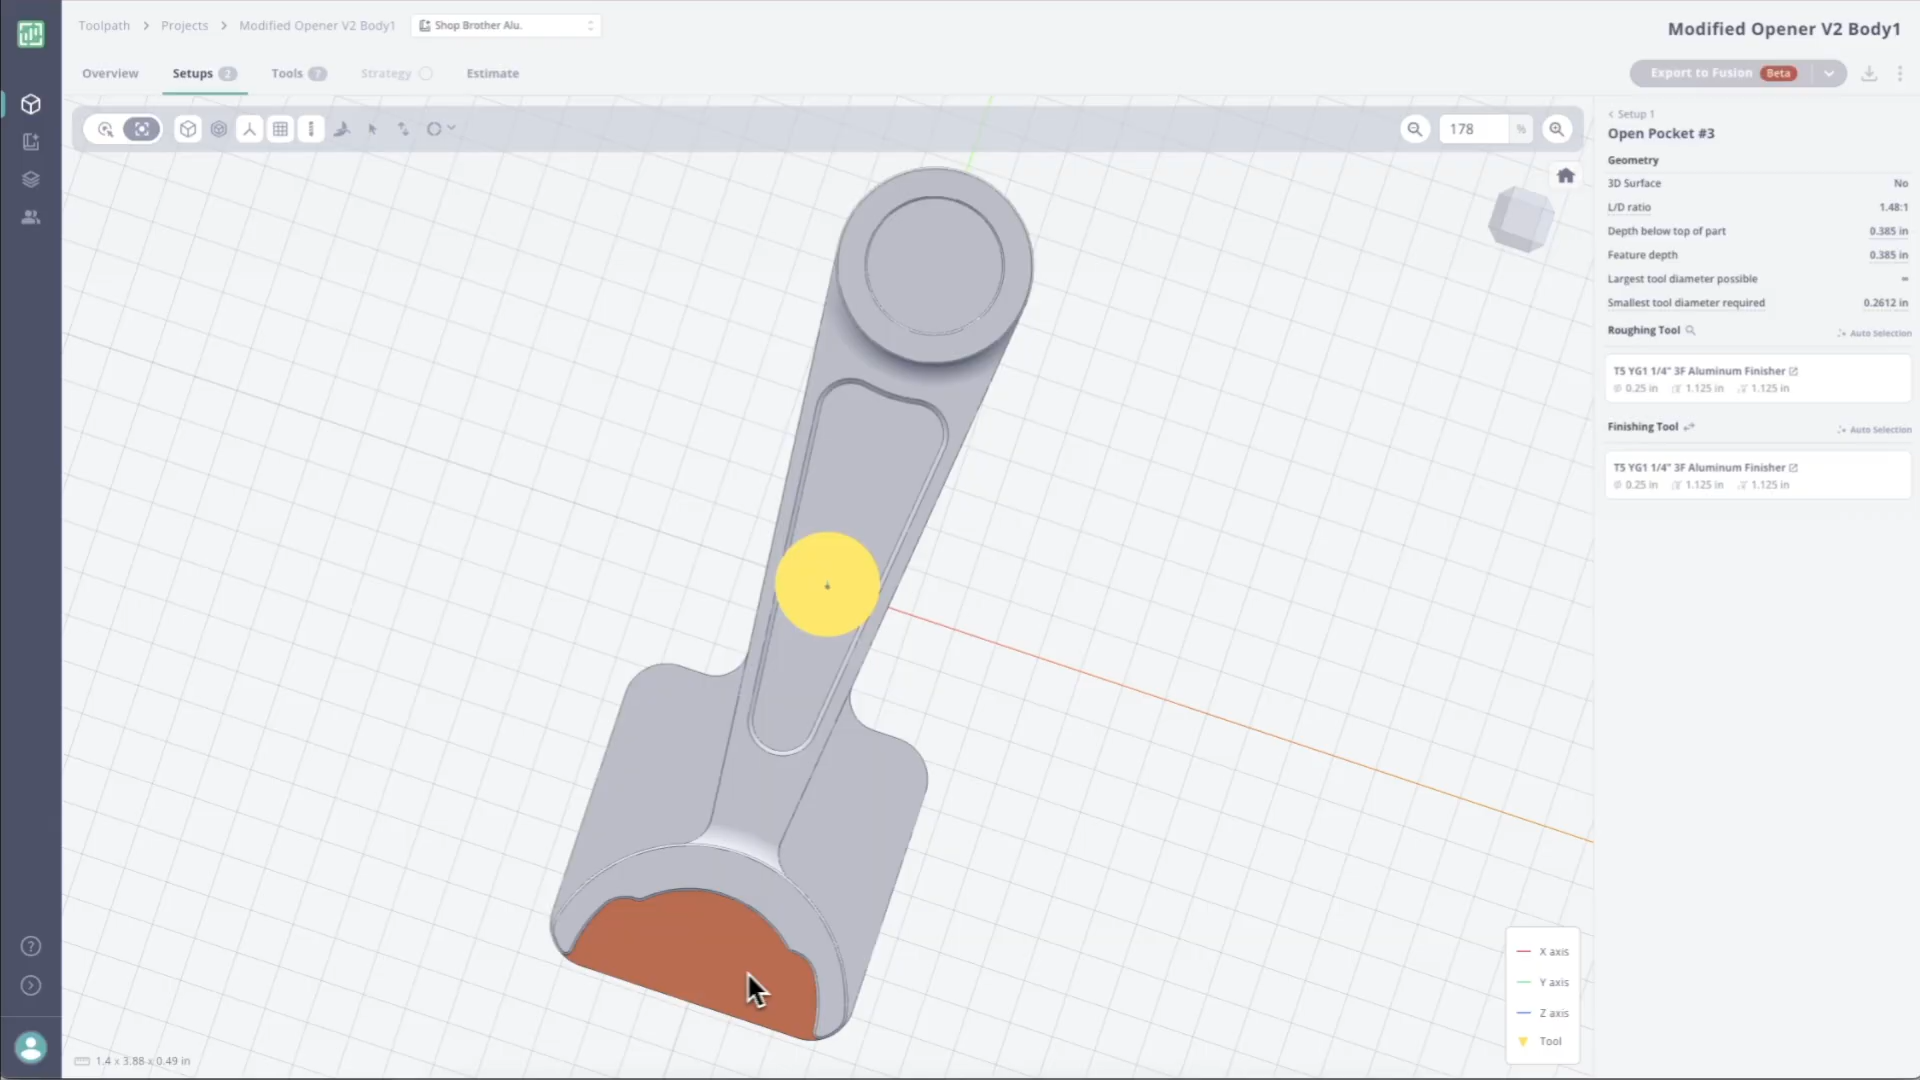 Toolpath > Projects > Modified Opener V2 Body1 Shop Brother Alu.
Modified Opener V2 Body1
Overview Setups 2 Tools 7 Strategy Estimate
Export to Fusion Beta
178 %
< Setup 1
Open Pocket #3
Geometry
3D Surface No
L/D ratio 1.48:1
Depth below top of part 0.385 in
Feature depth 0.385 in
Largest tool diameter possible ∞
Smallest tool diameter required 0.2612 in
Roughing Tool Auto Selection
T5 YG1 1/4" 3F Aluminum Finisher
0.25 in 1.125 in 1.125 in
Finishing Tool Auto Selection
T5 YG1 1/4" 3F Aluminum Finisher
0.25 in 1.125 in 1.125 in
X axis
Y axis
Z axis
Tool
1.4 x 3.88 x 0.49 in